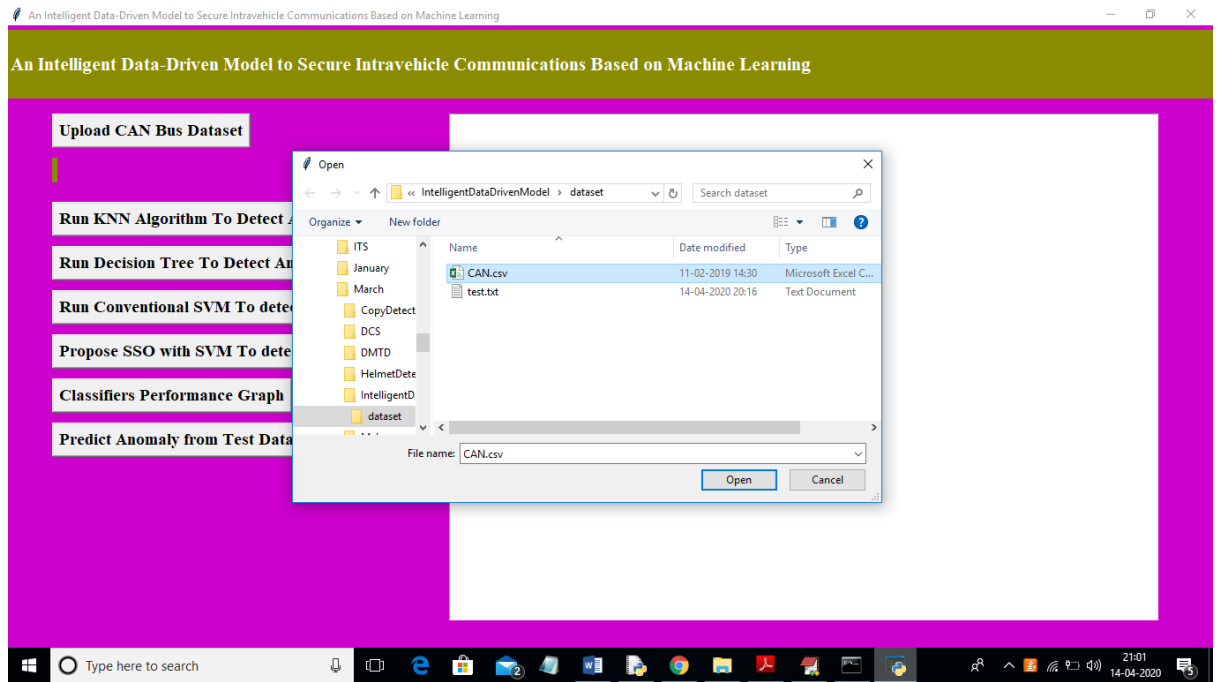 An Intelligent Data-Driven Model to Secure Intravehicle Communications Based on Machine Learning
An Intelligent Data-Driven Model to Secure Intravehicle Communications Based on Machine Learning
Upload CAN Bus Dataset
Run KNN Algorithm To Detect
Run Decision Tree To Detect An
Run Conventional SVM To dete
Propose SSO with SVM To dete
Classifiers Performance Graph
Predict Anomaly from Test Data
Open
« IntelligentDataDrivenModel › dataset
Search dataset
Organize
New folder
ITS
January
March
CopyDetect
DCS
DMTD
HelmetDete
IntelligentD
dataset
Name
Date modified
Type
CAN.csv
11-02-2019 14:30
Microsoft Excel C...
test.txt
14-04-2020 20:16
Text Document
File name:
CAN.csv
Open
Cancel
Type here to search
2
21:01
14-04-2020
5